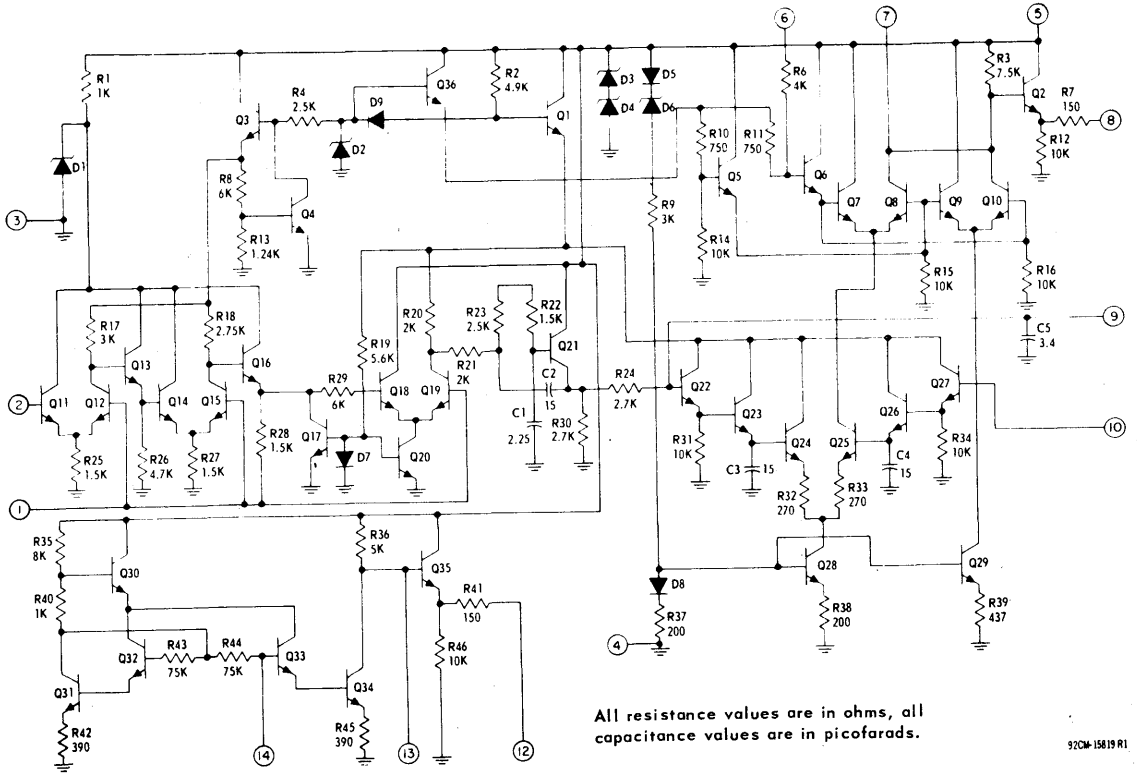 6
7
5
R1
1K
R4
2.5K
D9
Q36
R2
4.9K
D3
D5
R6
4K
R3
7.5K
Q2
R7
150
8
Q3
D2
Q1
D4
D6
R10
750
R11
750
R12
10K
D1
R8
6K
Q4
Q5
Q6
Q7
Q8
Q9
Q10
3
R13
1.24K
R9
3K
R14
10K
R15
10K
R16
10K
R17
3K
R18
2.75K
R20
2K
R23
2.5K
R22
1.5K
9
C5
3.4
Q13
Q16
R19
5.6K
R21
2K
Q21
2
Q11
Q12
Q14
Q15
R29
6K
Q18
Q19
C2
15
R24
2.7K
Q22
Q27
Q23
Q26
10
R25
1.5K
R26
4.7K
R27
1.5K
R28
1.5K
Q17
D7
Q20
C1
2.25
R30
2.7K
R31
10K
Q24
Q25
R34
10K
C3
15
C4
15
R32
270
R33
270
1
R35
8K
Q30
R36
5K
Q35
R40
1K
R41
150
D8
Q28
Q29
R37
200
R38
200
R39
437
4
Q32
R43
75K
R44
75K
Q33
R46
10K
Q31
Q34
R42
390
R45
390
14
13
12
All resistance values are in ohms, all
capacitance values are in picofarads.
92CM-15819 R1